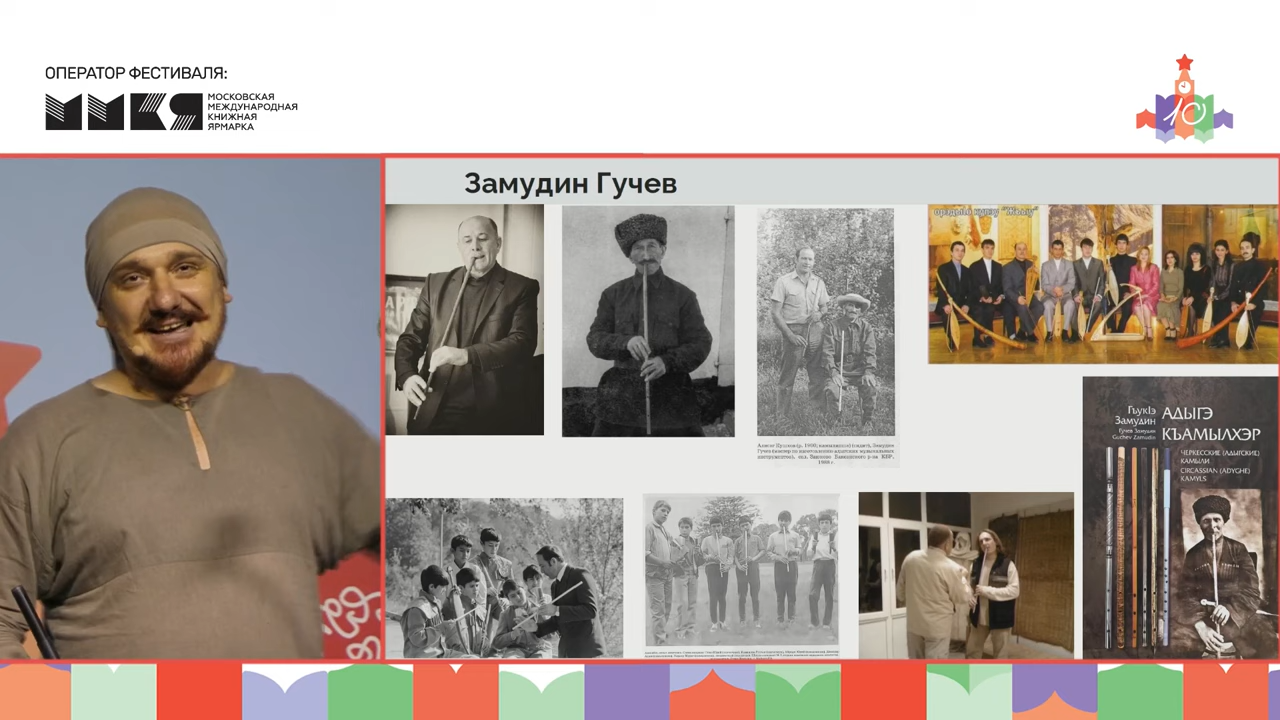 ОПЕРАТОР ФЕСТИВАЛЯ:
ММКЯ
МОСКОВСКАЯ
МЕЖДУНАРОДНАЯ
КНИЖНАЯ
ЯРМАРКА
10
Замудин Гучев
ГъукIэ
Замудин
Гучев Замудин
Guchev Zamudin
АДЫГЭ
КЪАМЫЛХЭР
ЧЕРКЕССКИЕ (АДЫГСКИЕ)
КАМЫЛИ
CIRCASSIAN (ADYGHE)
KAMYLS